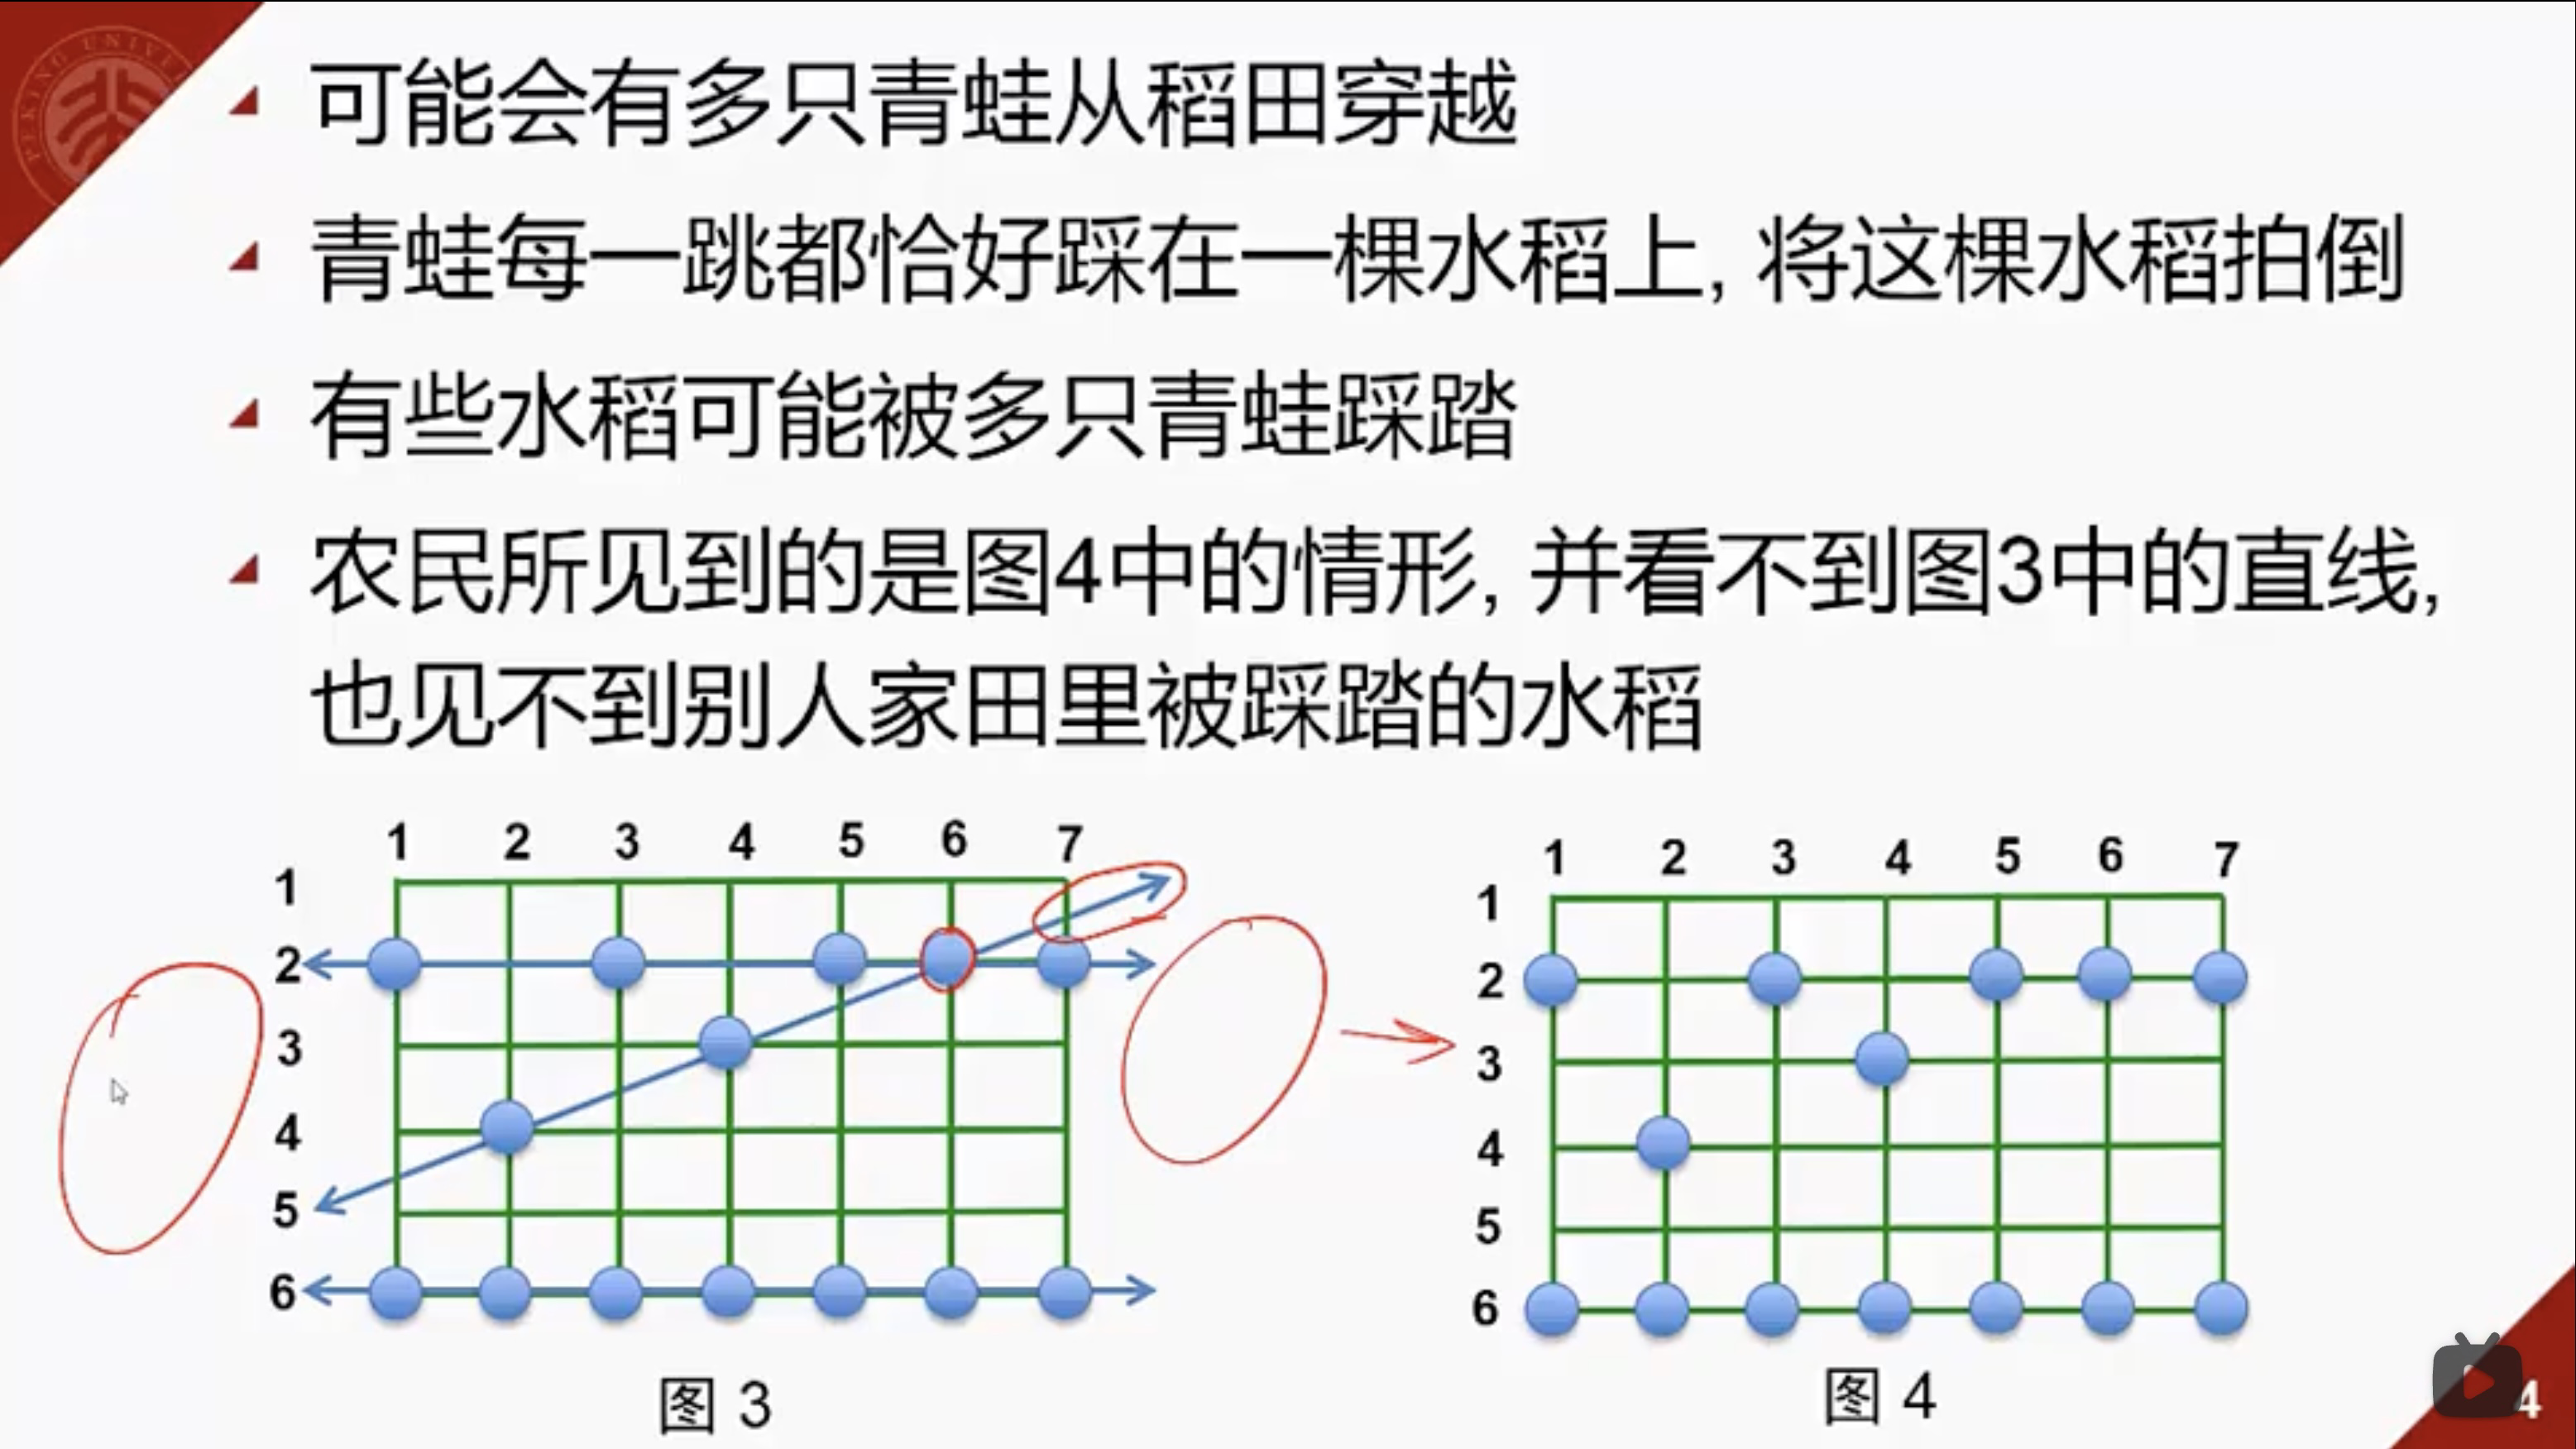 可能会有多只青蛙从稻田穿越
青蛙每一跳都恰好踩在一棵水稻上, 将这棵水稻拍倒
有些水稻可能被多只青蛙踩踏
农民所见到的是图4中的情形, 并看不到图3中的直线,
也见不到别人家田里被踩踏的水稻
1 2 3 4 5 6 7
1
2
3
4
5
6
图 3
1 2 3 4 5 6 7
1
2
3
4
5
6
图 4
4